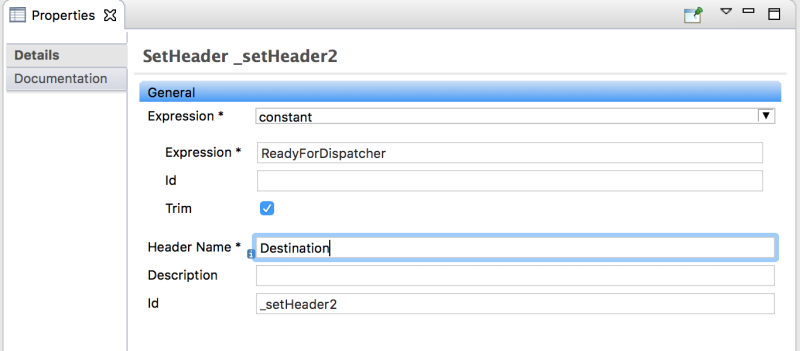 Properties
Details
Documentation
SetHeader _setHeader2
General
Expression * constant
Expression * ReadyForDispatcher
Id
Trim
Header Name * Destination
Description
Id _setHeader2